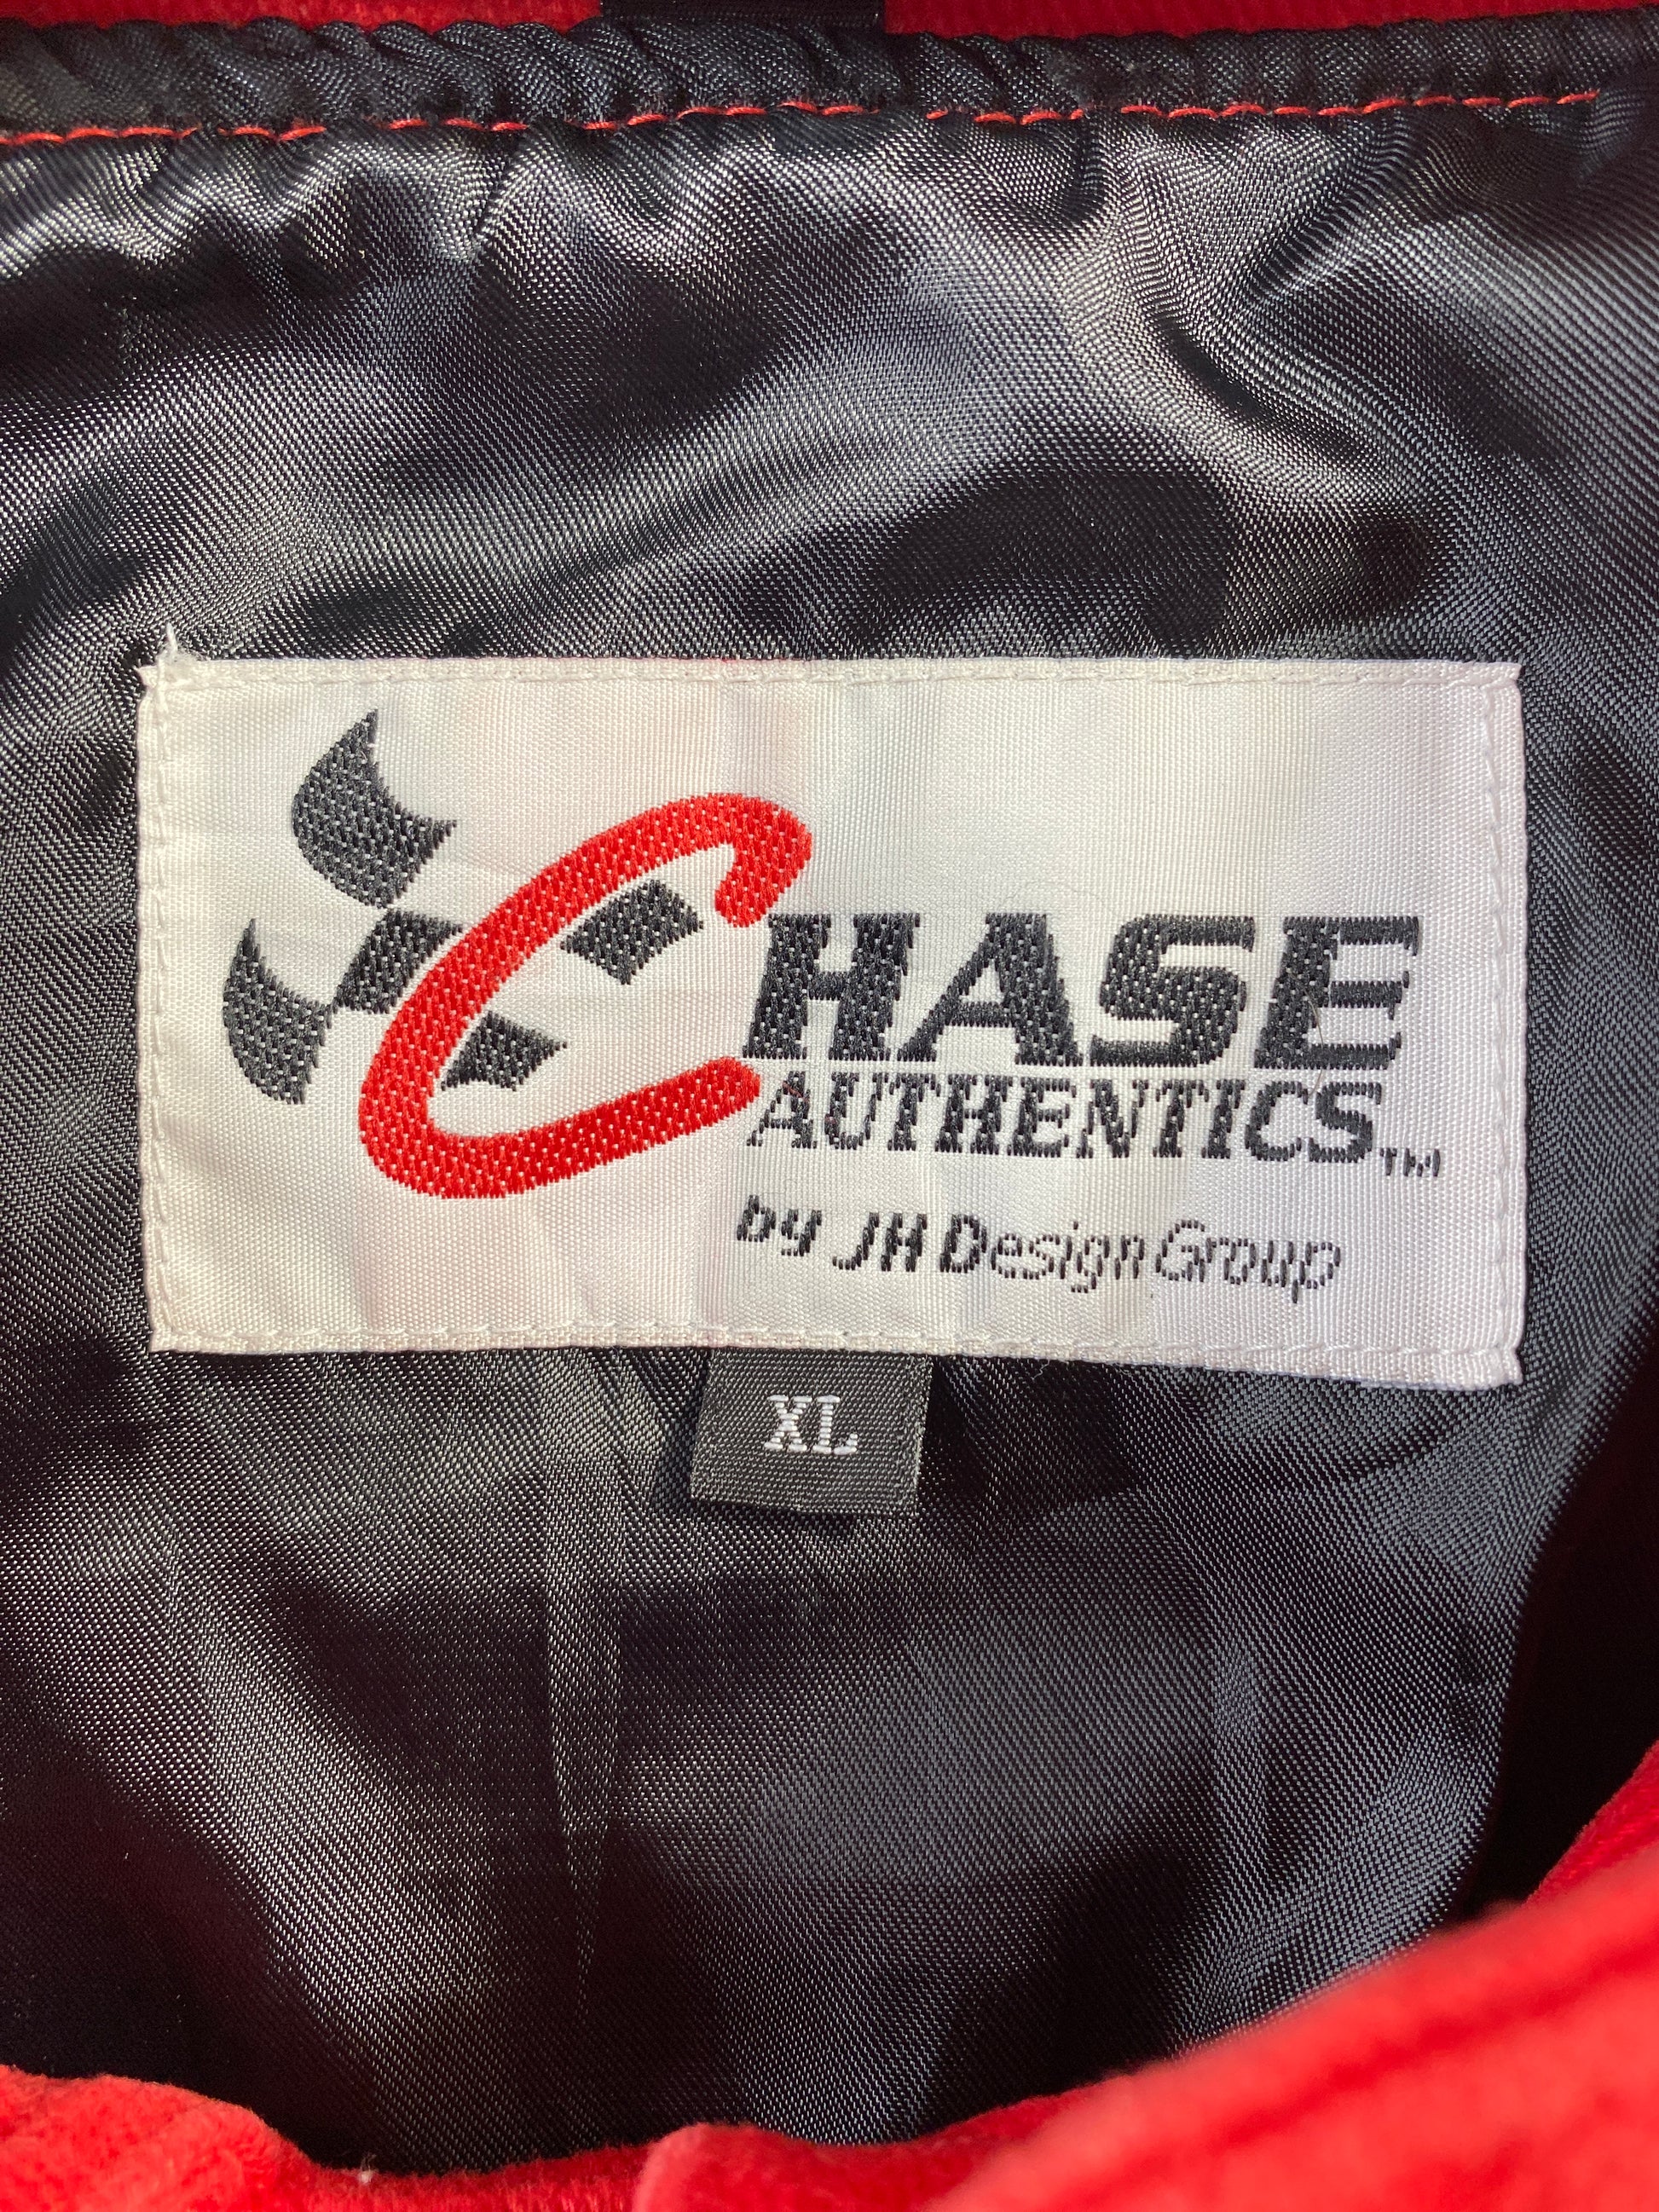 CHASE
AUTHENTICS™
by JH Design Group
XL